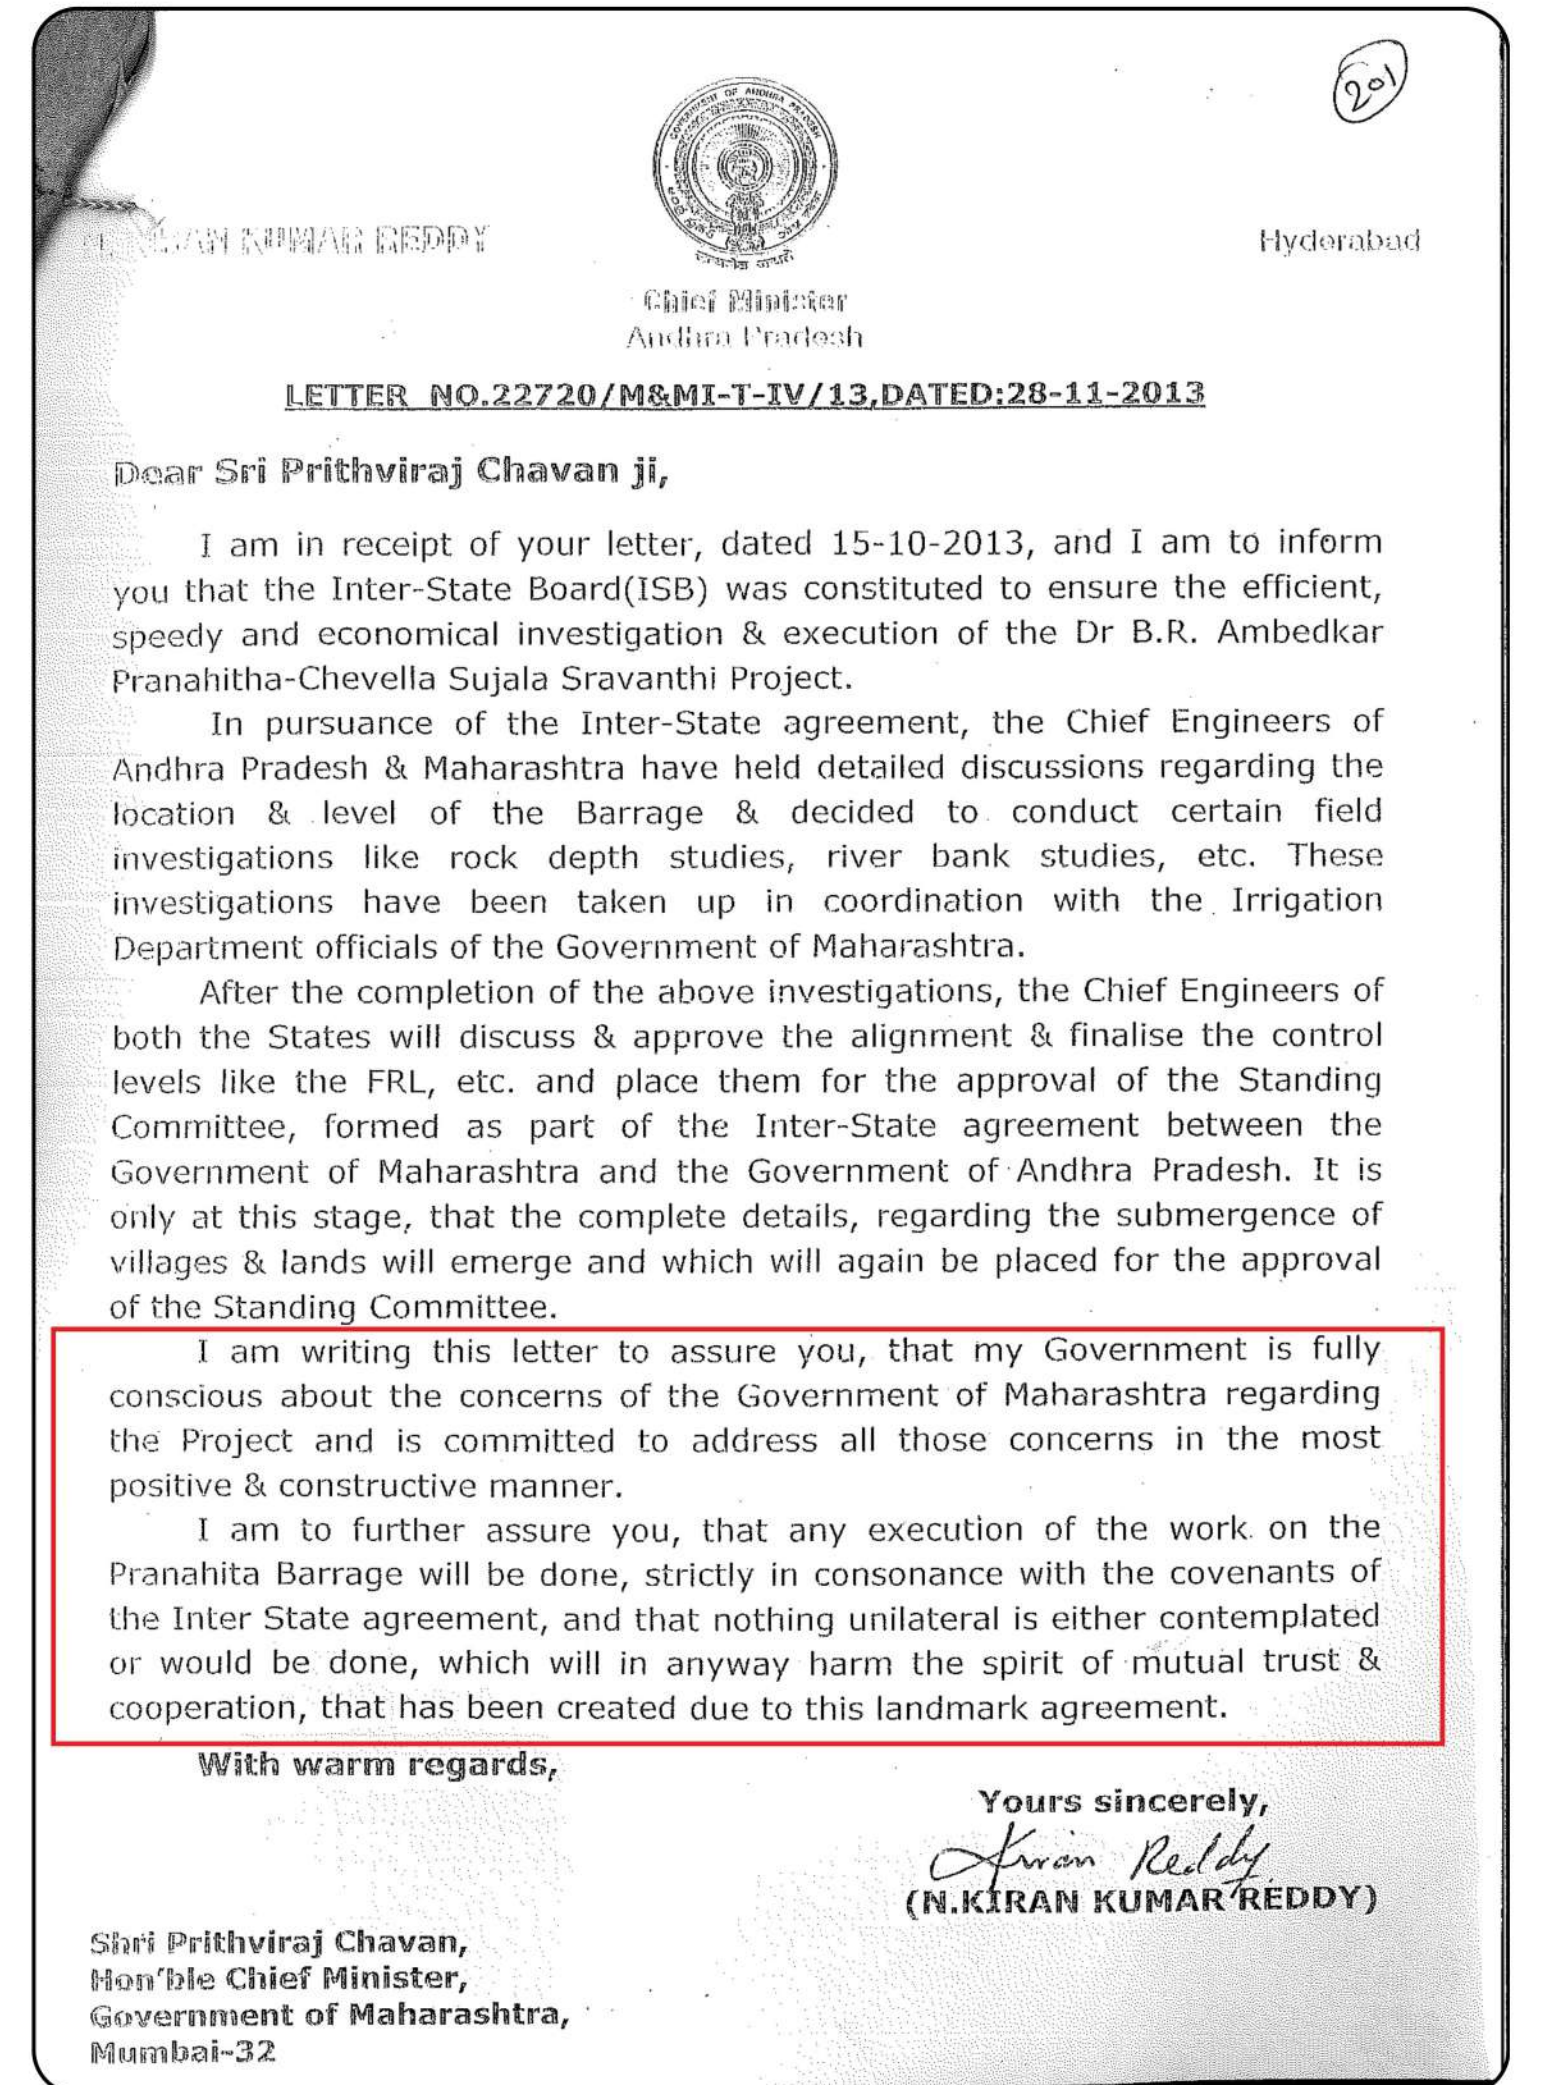 201
GOVERNMENT OF ANDHRA PRADESH
KUMAR REDDY
Hyderabad
Chief Minister
Andhra Pradesh
LETTER NO.22720/M&MI-T-IV/13,DATED:28-11-2013
Dear Sri Prithviraj Chavan ji,
I am in receipt of your letter, dated 15-10-2013, and I am to inform
you that the Inter-State Board(ISB) was constituted to ensure the efficient,
speedy and economical investigation & execution of the Dr B.R. Ambedkar
Pranahitha-Chevella Sujala Sravanthi Project.
In pursuance of the Inter-State agreement, the Chief Engineers of
Andhra Pradesh & Maharashtra have held detailed discussions regarding the
location & level of the Barrage & decided to conduct certain field
investigations like rock depth studies, river bank studies, etc. These
investigations have been taken up in coordination with the Irrigation
Department officials of the Government of Maharashtra.
After the completion of the above investigations, the Chief Engineers of
both the States will discuss & approve the alignment & finalise the control
levels like the FRL, etc. and place them for the approval of the Standing
Committee, formed as part of the Inter-State agreement between the
Government of Maharashtra and the Government of Andhra Pradesh. It is
only at this stage, that the complete details, regarding the submergence of
villages & lands will emerge and which will again be placed for the approval
of the Standing Committee.
I am writing this letter to assure you, that my Government is fully
conscious about the concerns of the Government of Maharashtra regarding
the Project and is committed to address all those concerns in the most
positive & constructive manner.
I am to further assure you, that any execution of the work on the
Pranahita Barrage will be done, strictly in consonance with the covenants of
the Inter State agreement, and that nothing unilateral is either contemplated
or would be done, which will in anyway harm the spirit of mutual trust &
cooperation, that has been created due to this landmark agreement.
With warm regards,
Yours sincerely,
Kiran Reddy
(N.KIRAN KUMAR REDDY)
Shri Prithviraj Chavan,
Hon'ble Chief Minister,
Government of Maharashtra,
Mumbai-32